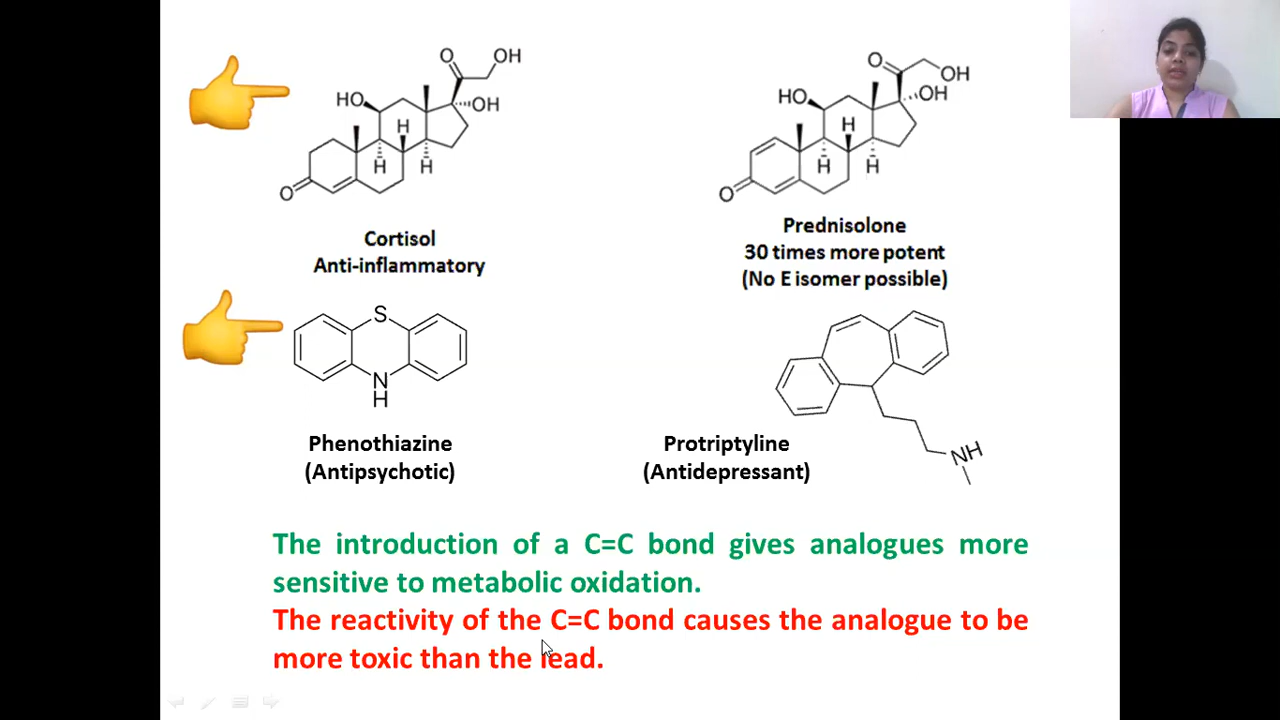 O
OH
HO
OH
H
H
H
O
Cortisol
Anti-inflammatory
O
OH
HO
OH
H
H
H
O
Prednisolone
30 times more potent
(No E isomer possible)
S
N
H
Phenothiazine
(Antipsychotic)
NH
Protriptyline
(Antidepressant)
The introduction of a C=C bond gives analogues more
sensitive to metabolic oxidation.
The reactivity of the C=C bond causes the analogue to be
more toxic than the lead.